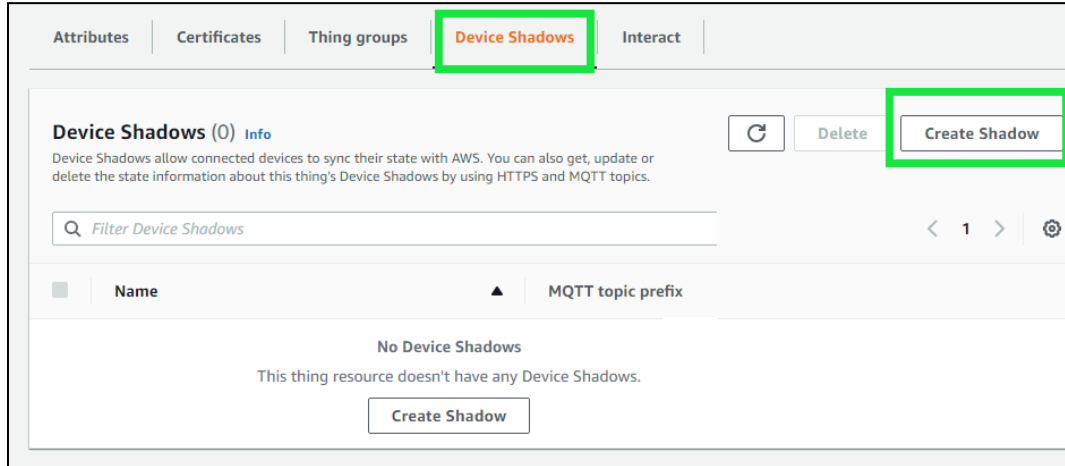 Attributes Certificates Thing groups Device Shadows Interact
Device Shadows (0) Info
Delete Create Shadow
Device Shadows allow connected devices to sync their state with AWS. You can also get, update or
delete the state information about this thing's Device Shadows by using HTTPS and MQTT topics.
Filter Device Shadows
1
Name MQTT topic prefix
No Device Shadows
This thing resource doesn't have any Device Shadows.
Create Shadow